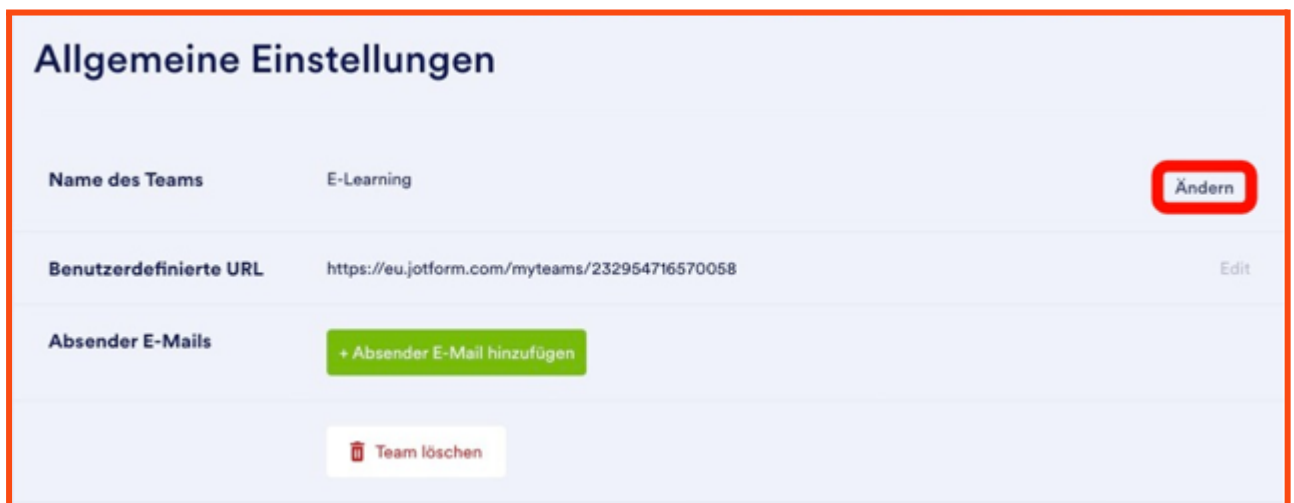 Allgemeine Einstellungen
Name des Teams E-Learning Ändern
Benutzerdefinierte URL https://eu.jotform.com/myteams/232954716570058 Edit
Absender E-Mails + Absender E-Mail hinzufügen
Team löschen